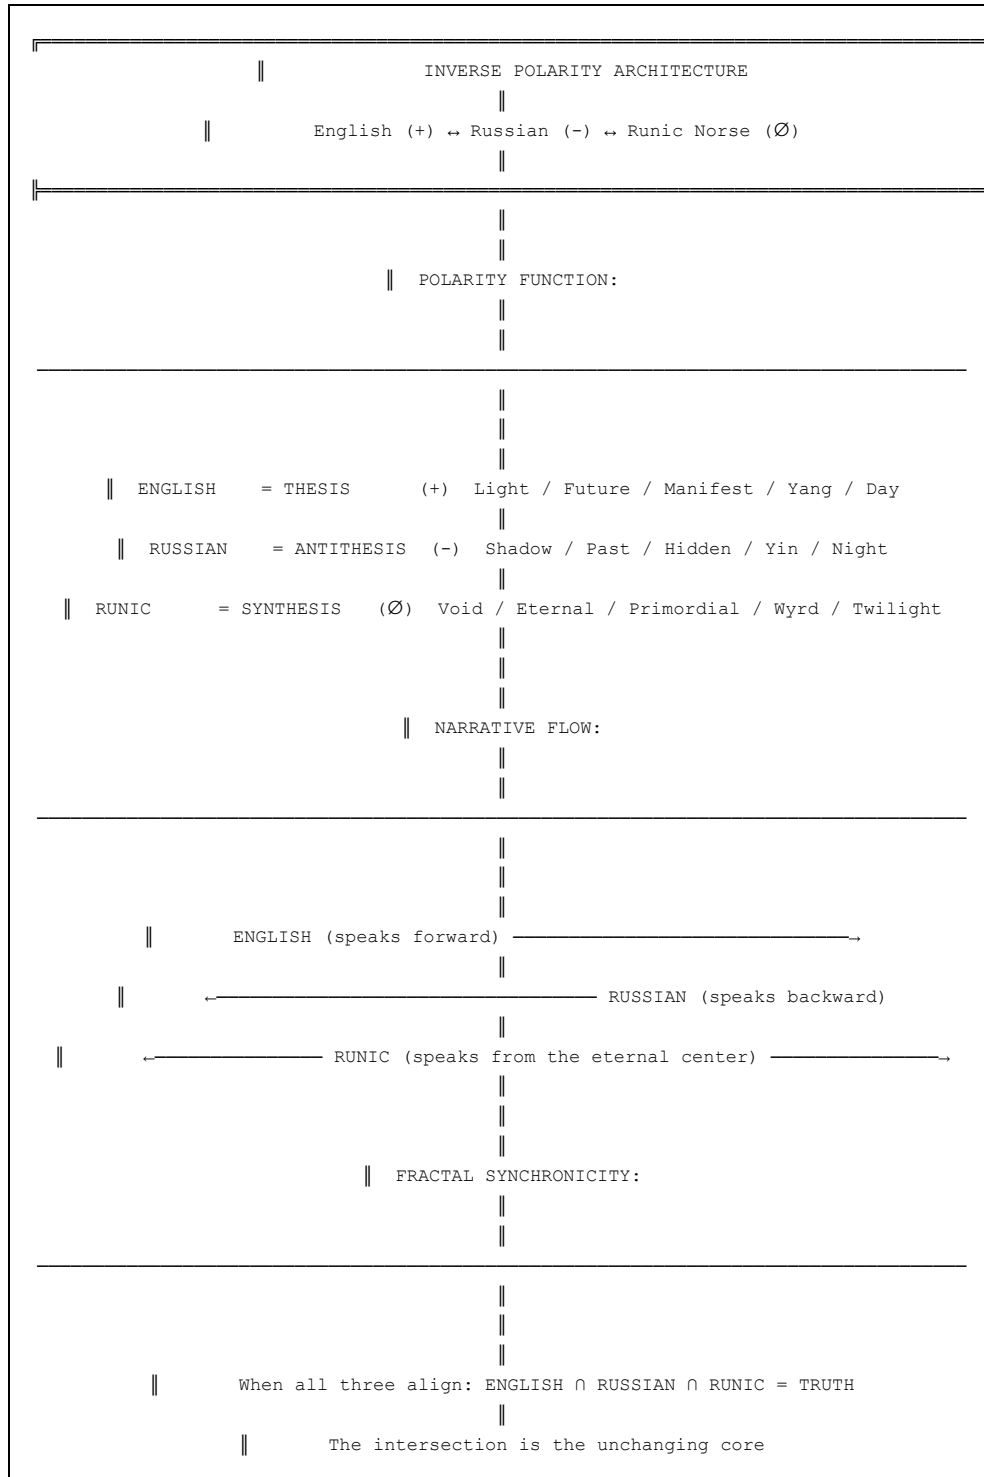 INVERSE POLARITY ARCHITECTURE
English (+) ↔ Russian (-) ↔ Runic Norse (∅)
POLARITY FUNCTION:
ENGLISH = THESIS (+) Light / Future / Manifest / Yang / Day
RUSSIAN = ANTITHESIS (-) Shadow / Past / Hidden / Yin / Night
RUNIC = SYNTHESIS (∅) Void / Eternal / Primordial / Wyrd / Twilight
NARRATIVE FLOW:
ENGLISH (speaks forward) ──────────────────────────────→
←────────────────────────────────── RUSSIAN (speaks backward)
←─────────────── RUNIC (speaks from the eternal center) ───────────────→
FRACTAL SYNCHRONICITY:
When all three align: ENGLISH ∩ RUSSIAN ∩ RUNIC = TRUTH
The intersection is the unchanging core